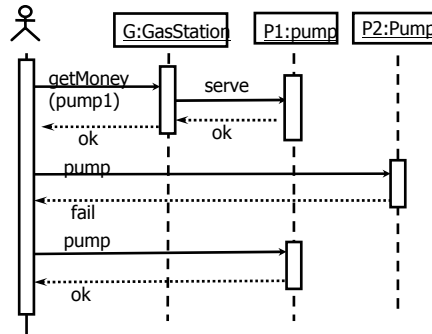 G:GasStation
P1:pump
P2:Pump
getMoney
(pump1)
serve
ok
ok
pump
fail
pump
ok